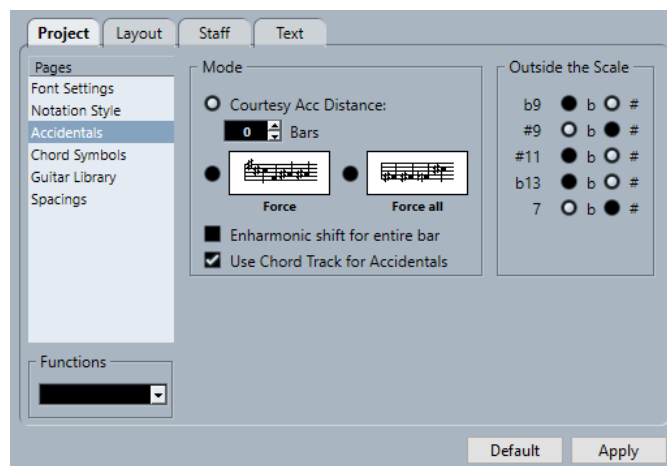 Project Layout Staff Text
Pages
Font Settings
Notation Style
Accidentals
Chord Symbols
Guitar Library
Spacings
Functions
Mode
Courtesy Acc Distance:
0 Bars
Force Force all
Enharmonic shift for entire bar
Use Chord Track for Accidentals
Outside the Scale
b9 b #
#9 b #
#11 b #
b13 b #
7 b #
Default Apply